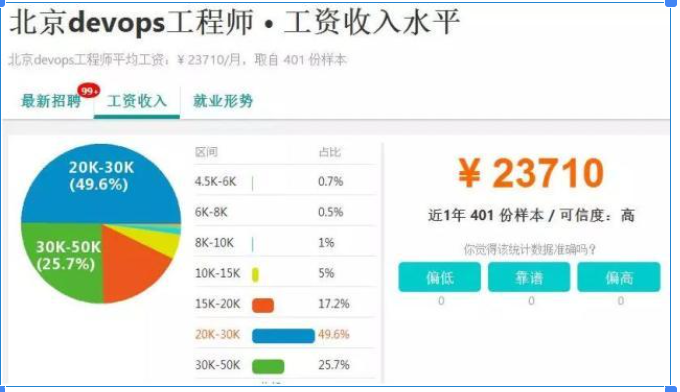 北京devops工程师 • 工资收入水平
北京devops工程师平均工资：¥ 23710/月，取自 401 份样本
最新招聘 99+ 工资收入 就业形势
20K-30K
(49.6%)
30K-50K
(25.7%)
区间 占比
4.5K-6K 0.7%
6K-8K 0.5%
8K-10K 1%
10K-15K 5%
15K-20K 17.2%
20K-30K 49.6%
30K-50K 25.7%
¥ 23710
近1年 401 份样本 / 可信度：高
你觉得该统计数据准确吗？
偏低 靠谱 偏高
0 0 0